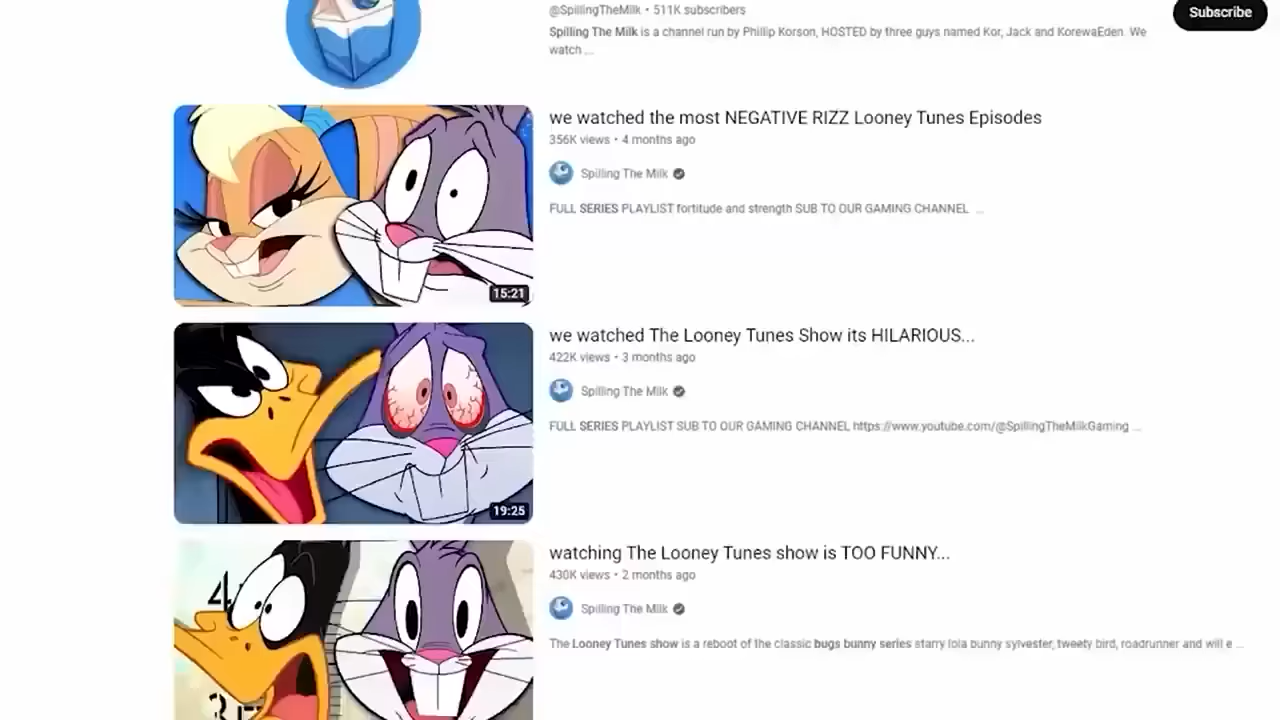 @SpillingTheMilk • 511K subscribers
Subscribe
Spilling The Milk is a channel run by Phillip Korson, HOSTED by three guys named Kor, Jack and KorewaEden. We
watch ...
we watched the most NEGATIVE RIZZ Looney Tunes Episodes
356K views • 4 months ago
Spilling The Milk
FULL SERIES PLAYLIST fortitude and strength SUB TO OUR GAMING CHANNEL ...
15:21
we watched The Looney Tunes Show its HILARIOUS...
422K views • 3 months ago
Spilling The Milk
FULL SERIES PLAYLIST SUB TO OUR GAMING CHANNEL https://www.youtube.com/@SpillingTheMilkGaming ...
19:25
watching The Looney Tunes show is TOO FUNNY...
430K views • 2 months ago
4
Spilling The Milk
The Looney Tunes show is a reboot of the classic bugs bunny series starry lola bunny sylvester, tweety bird, roadrunner and will e ...